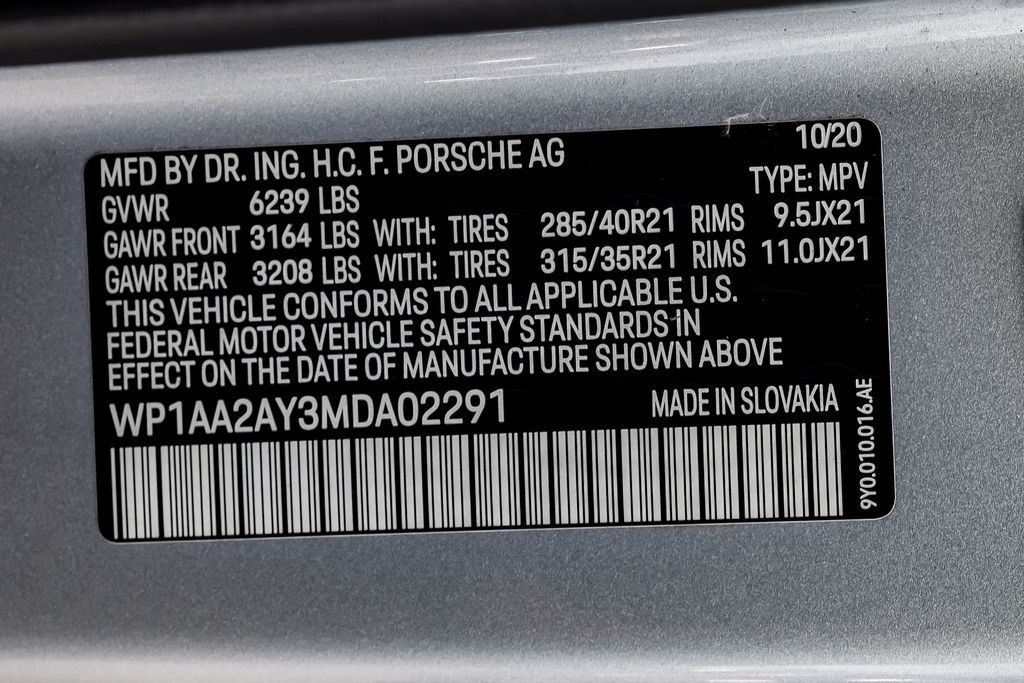 MFD BY DR. ING. H.C. F. PORSCHE AG 10/20
GVWR 6239 LBS TYPE: MPV
GAWR FRONT 3164 LBS WITH: TIRES 285/40R21 RIMS 9.5JX21
GAWR REAR 3208 LBS WITH: TIRES 315/35R21 RIMS 11.0JX21
THIS VEHICLE CONFORMS TO ALL APPLICABLE U.S.
FEDERAL MOTOR VEHICLE SAFETY STANDARDS IN
EFFECT ON THE DATE OF MANUFACTURE SHOWN ABOVE
WP1AA2AY3MDA02291 MADE IN SLOVAKIA
9Y0.010.016.AE